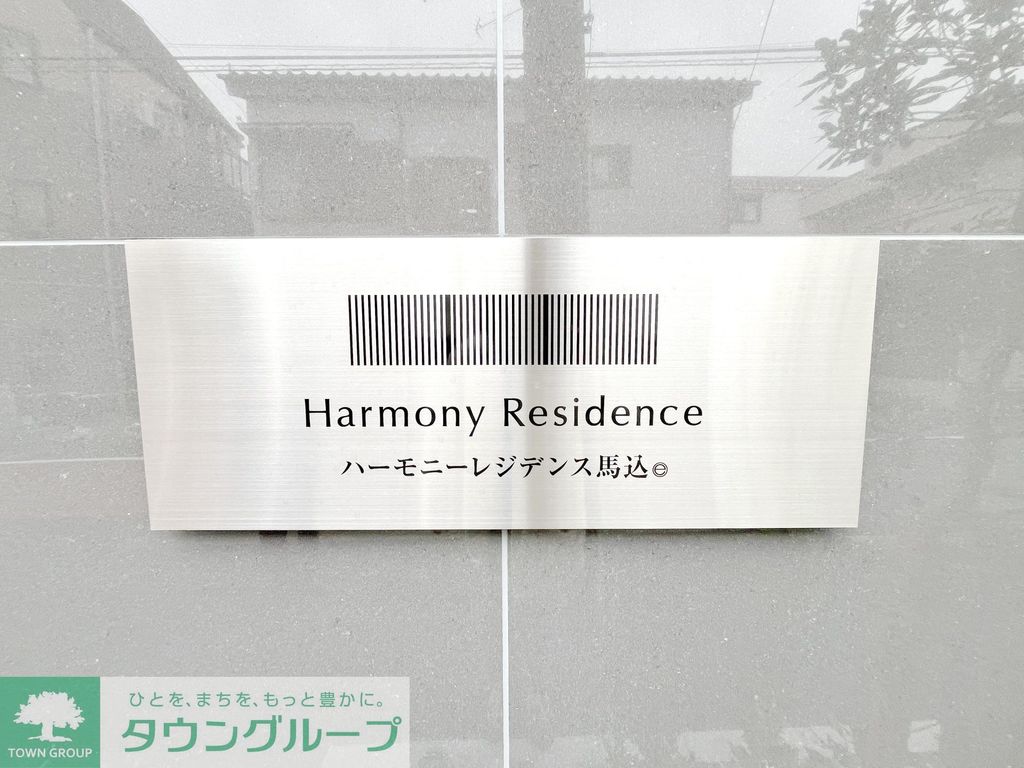 Harmony Residence
ハーモニーレジデンス馬込ⓔ
ひとを、まちを、もっと豊かに。
タウングループ
TOWN GROUP